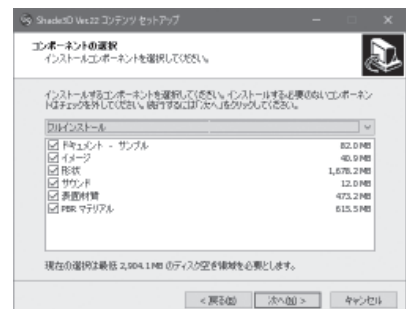 Shade3D Ver.22 コンテンツ セットアップ
コンポーネントの選択
インストールコンポーネントを選択してください。
インストールするコンポーネントを選択してください。インストールする必要のないコンポーネン
トはチェックを外してください。続行するには「次へ」をクリックしてください。
フルインストール
ドキュメント - サンプル 82.0 MB
イメージ 40.9 MB
形状 1,678.2 MB
サウンド 12.0 MB
表面材質 473.2 MB
PBR マテリアル 615.5 MB
現在の選択は最低 2,904.1 MB のディスク空き領域を必要とします。
< 戻る(B) 次へ(N) > キャンセル